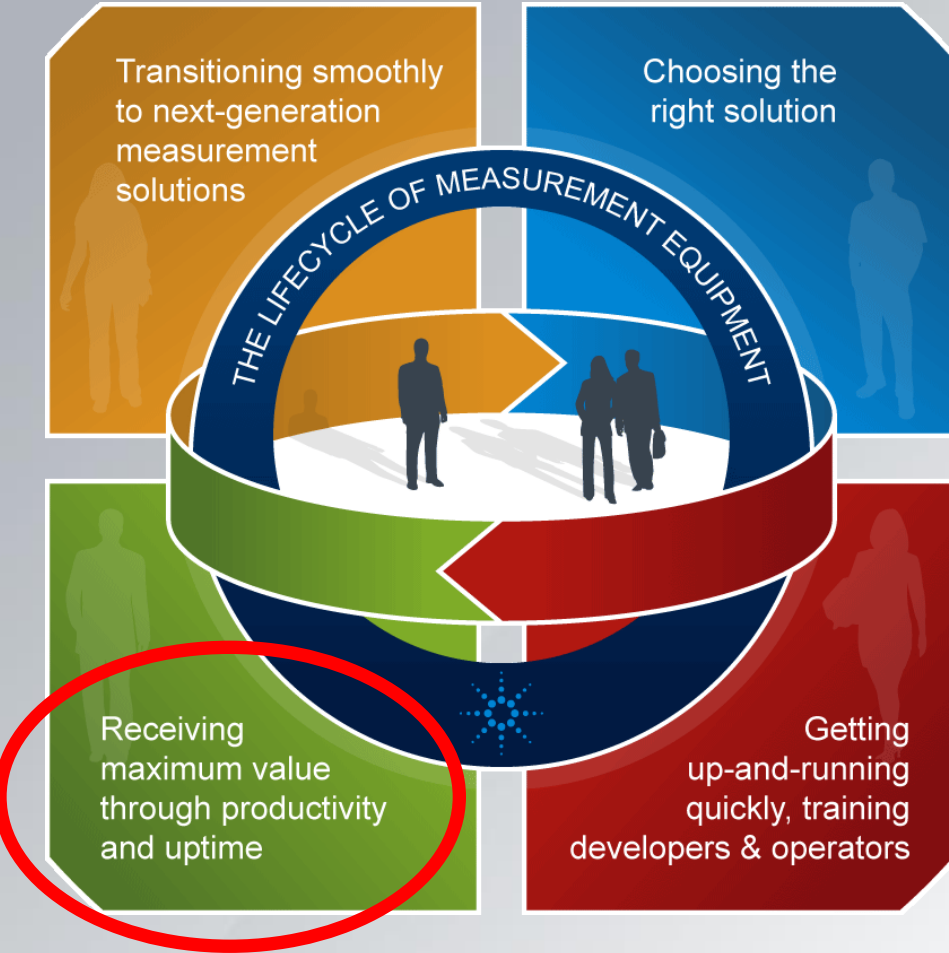 Transitioning smoothly
to next-generation
measurement
solutions
Choosing the
right solution
THE LIFECYCLE OF MEASUREMENT EQUIPMENT
Receiving
maximum value
through productivity
and uptime
Getting
up-and-running
quickly, training
developers & operators